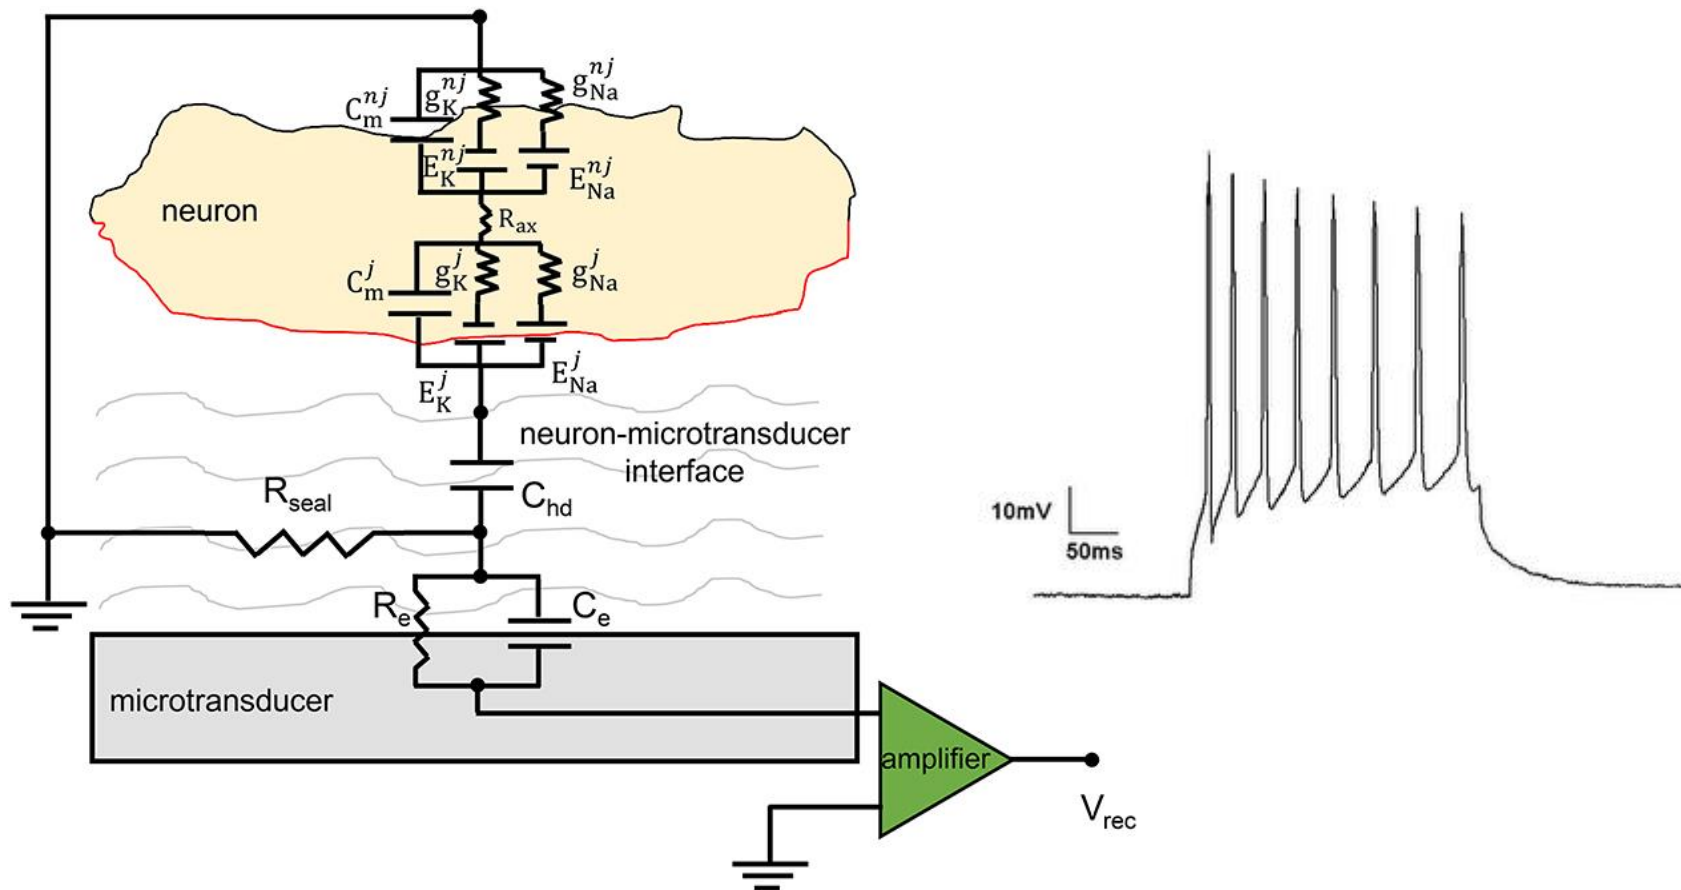 g_Na^nj
g_K^nj
C_m^nj
E_K^nj
E_Na^nj
neuron
R_ax
g_K^j
g_Na^j
C_m^j
E_Na^j
E_K^j
neuron-microtransducer
interface
R_seal
C_hd
R_e
C_e
microtransducer
amplifier
V_rec
10mV
50ms